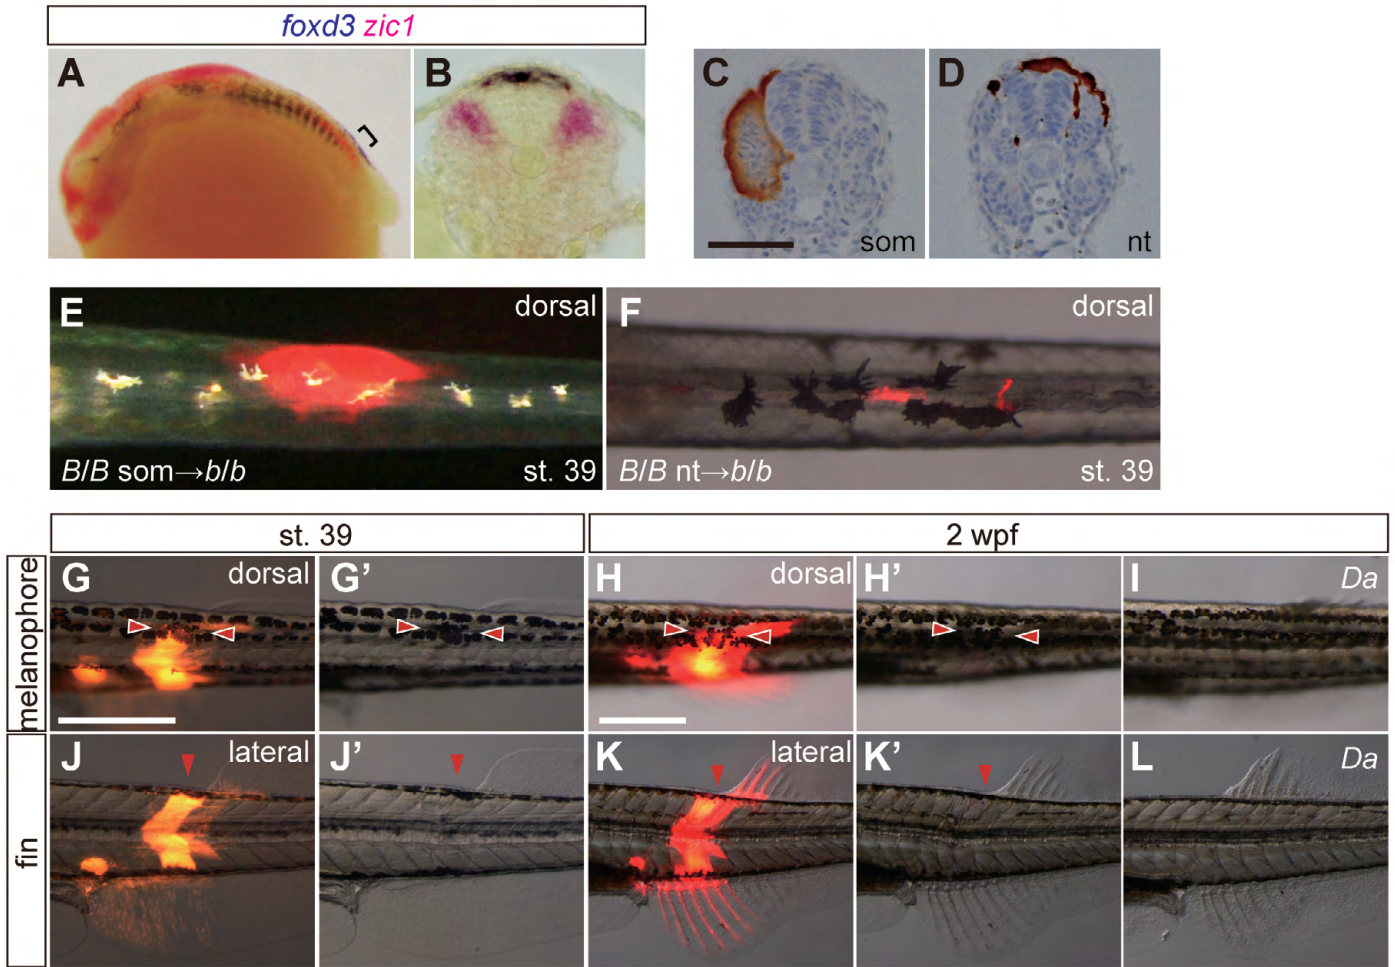 foxd3 zic1
A
B
C
som
D
nt
E
dorsal
B/B som→b/b
st. 39
F
dorsal
B/B nt→b/b
st. 39
st. 39
2 wpf
melanophore
G
dorsal
G’
H
dorsal
H’
I
Da
fin
J
lateral
J’
K
lateral
K’
L
Da